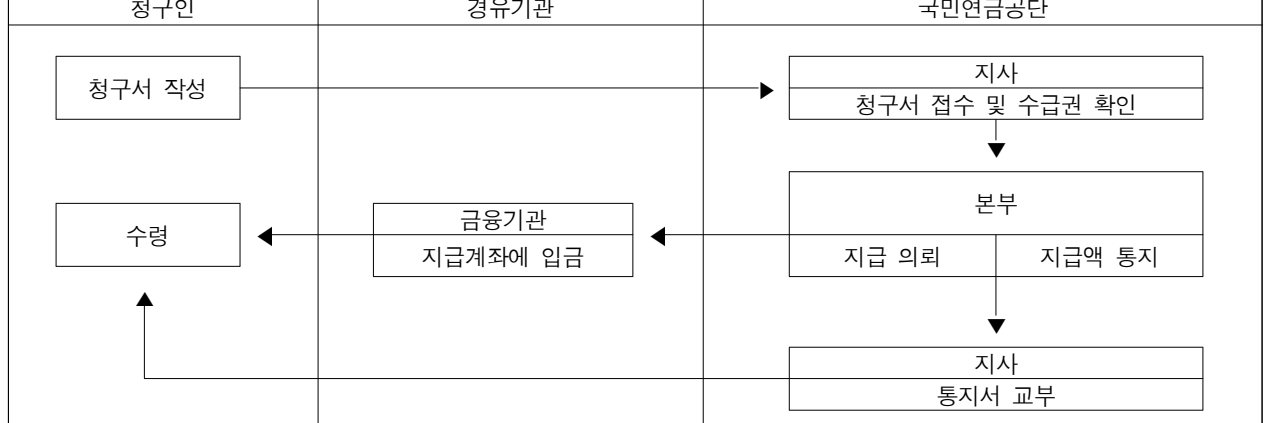 청구인 경유기관 국민연금공단
청구서 작성
지사
청구서 접수 및 수급권 확인
본부
지급 의뢰 지급액 통지
금융기관
지급계좌에 입금
수령
지사
통지서 교부